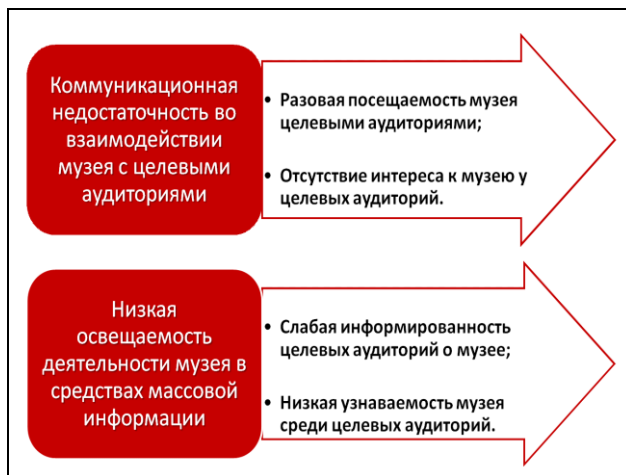 Коммуникационная
недостаточность во
взаимодействии
музея с целевыми
аудиториями
• Разовая посещаемость музея
целевыми аудиториями;
• Отсутствие интереса к музею у
целевых аудиторий.
Низкая
освещаемость
деятельности музея в
средствах массовой
информации
• Слабая информированность
целевых аудиторий о музее;
• Низкая узнаваемость музея
среди целевых аудиторий.